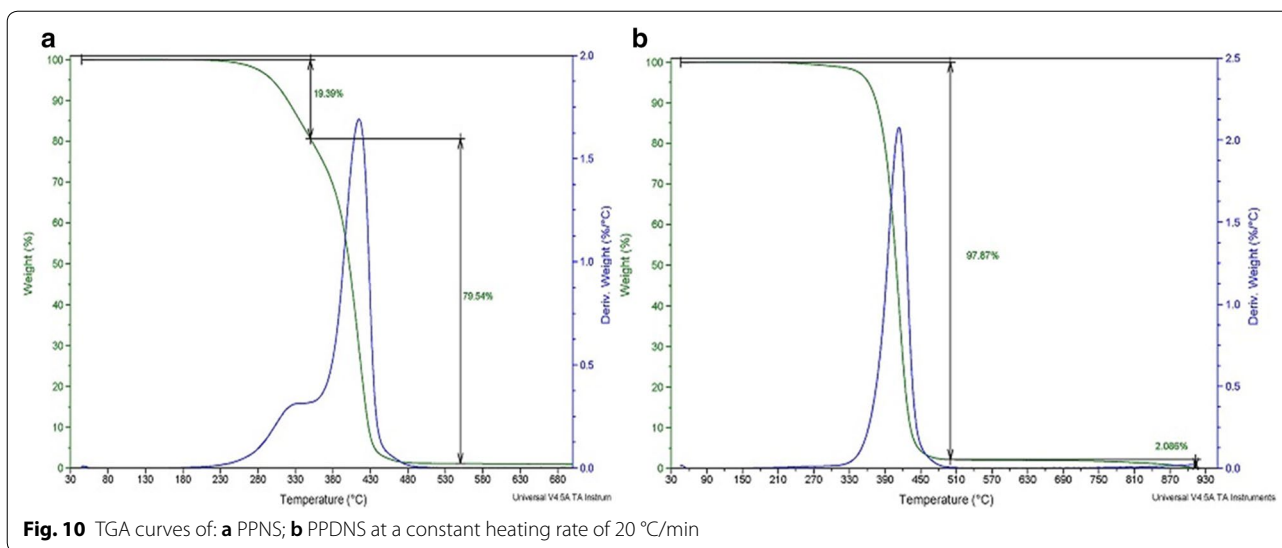 a
100
90
80
70
60
50
40
30
20
10
0
Weight (%)
19.39%
79.54%
2.0
1.5
1.0
0.5
0.0
Deriv. Weight (%/°C)
30 80 130 180 230 280 330 380 430 480 530 580 630 680
Temperature (°C)
Universal V4.5A TA Instrum
b
100
90
80
70
60
50
40
30
20
10
0
Weight (%)
97.87%
2.086%
2.5
2.0
1.5
1.0
0.5
0.0
Deriv. Weight (%/°C)
30 90 150 210 270 330 390 450 510 570 630 690 750 810 870 930
Temperature (°C)
Universal V4.5A TA Instruments
Fig. 10 TGA curves of: a PPNS; b PPDNS at a constant heating rate of 20 °C/min